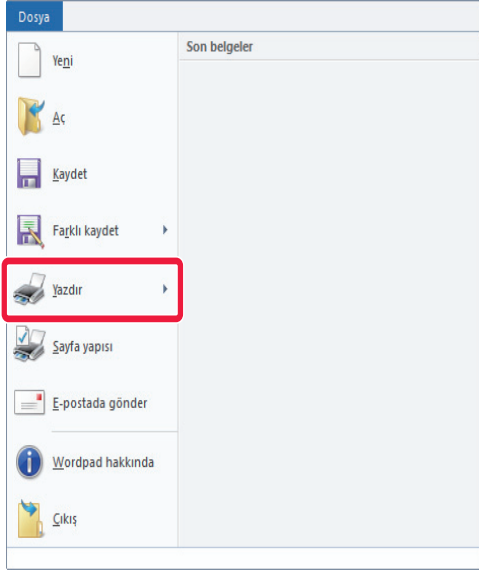 Dosya
Son belgeler
Yeni
Aç
Kaydet
Farklı kaydet
Yazdır
Sayfa yapısı
E-postada gönder
Wordpad hakkında
Çıkış